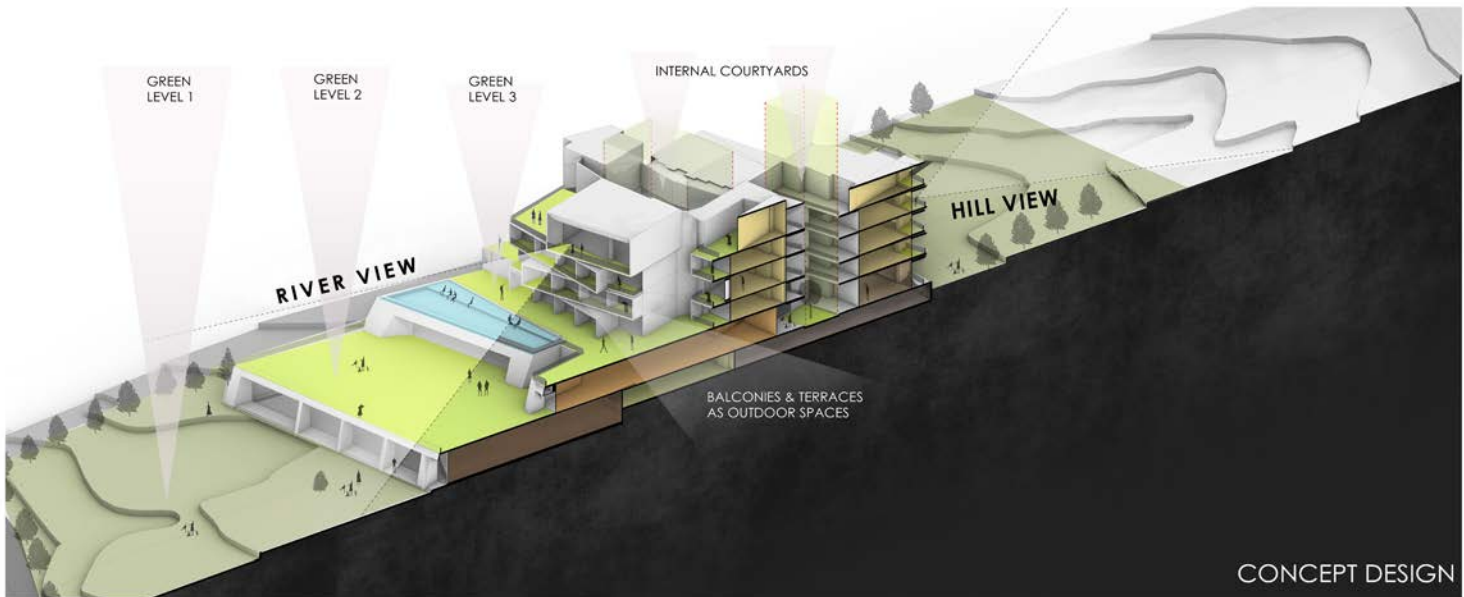 GREEN
LEVEL 1
GREEN
LEVEL 2
GREEN
LEVEL 3
INTERNAL COURTYARDS
RIVER VIEW
HILL VIEW
BALCONIES & TERRACES
AS OUTDOOR SPACES
CONCEPT DESIGN